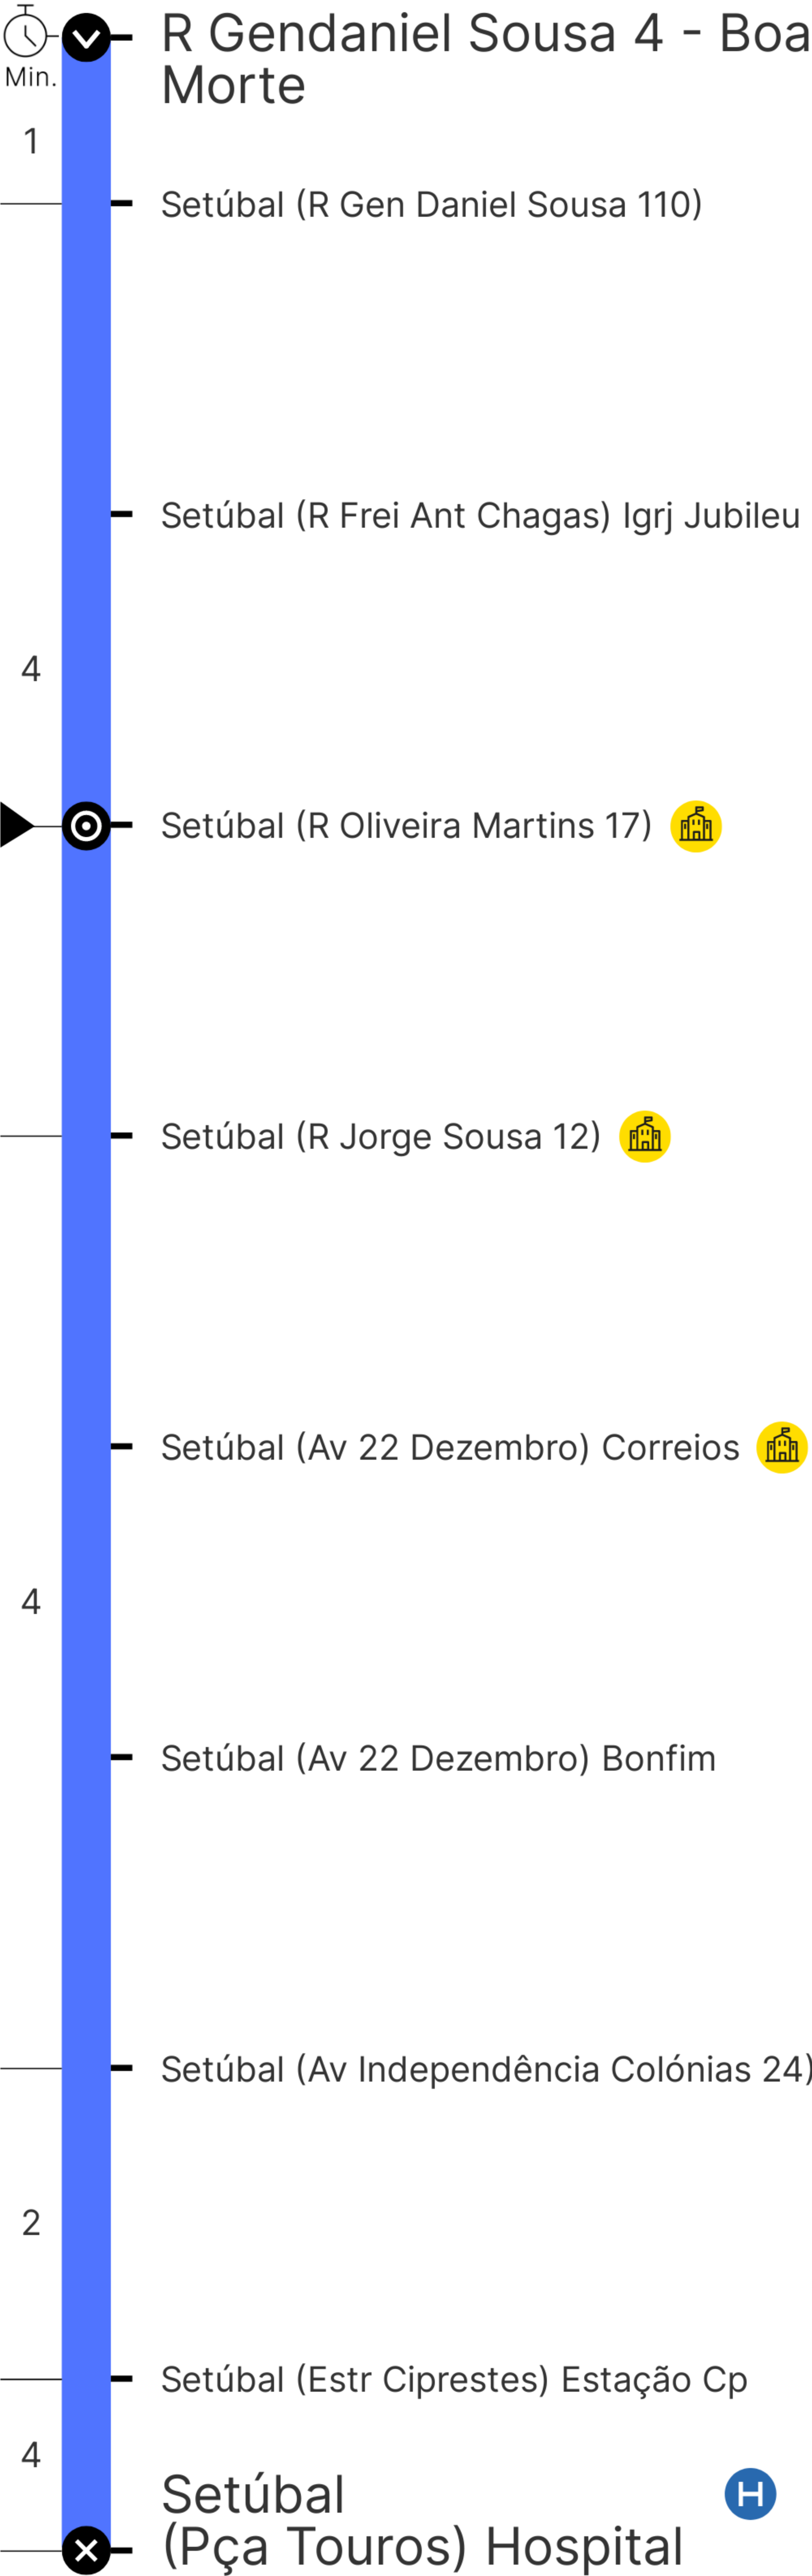 R Gendaniel Sousa 4 - Boa
Morte
Min.
1
Setúbal (R Gen Daniel Sousa 110)
Setúbal (R Frei Ant Chagas) Igrj Jubileu
4
Setúbal (R Oliveira Martins 17)
Setúbal (R Jorge Sousa 12)
Setúbal (Av 22 Dezembro) Correios
4
Setúbal (Av 22 Dezembro) Bonfim
Setúbal (Av Independência Colónias 24)
2
Setúbal (Estr Ciprestes) Estação Cp
4
Setúbal
H
(Pça Touros) Hospital